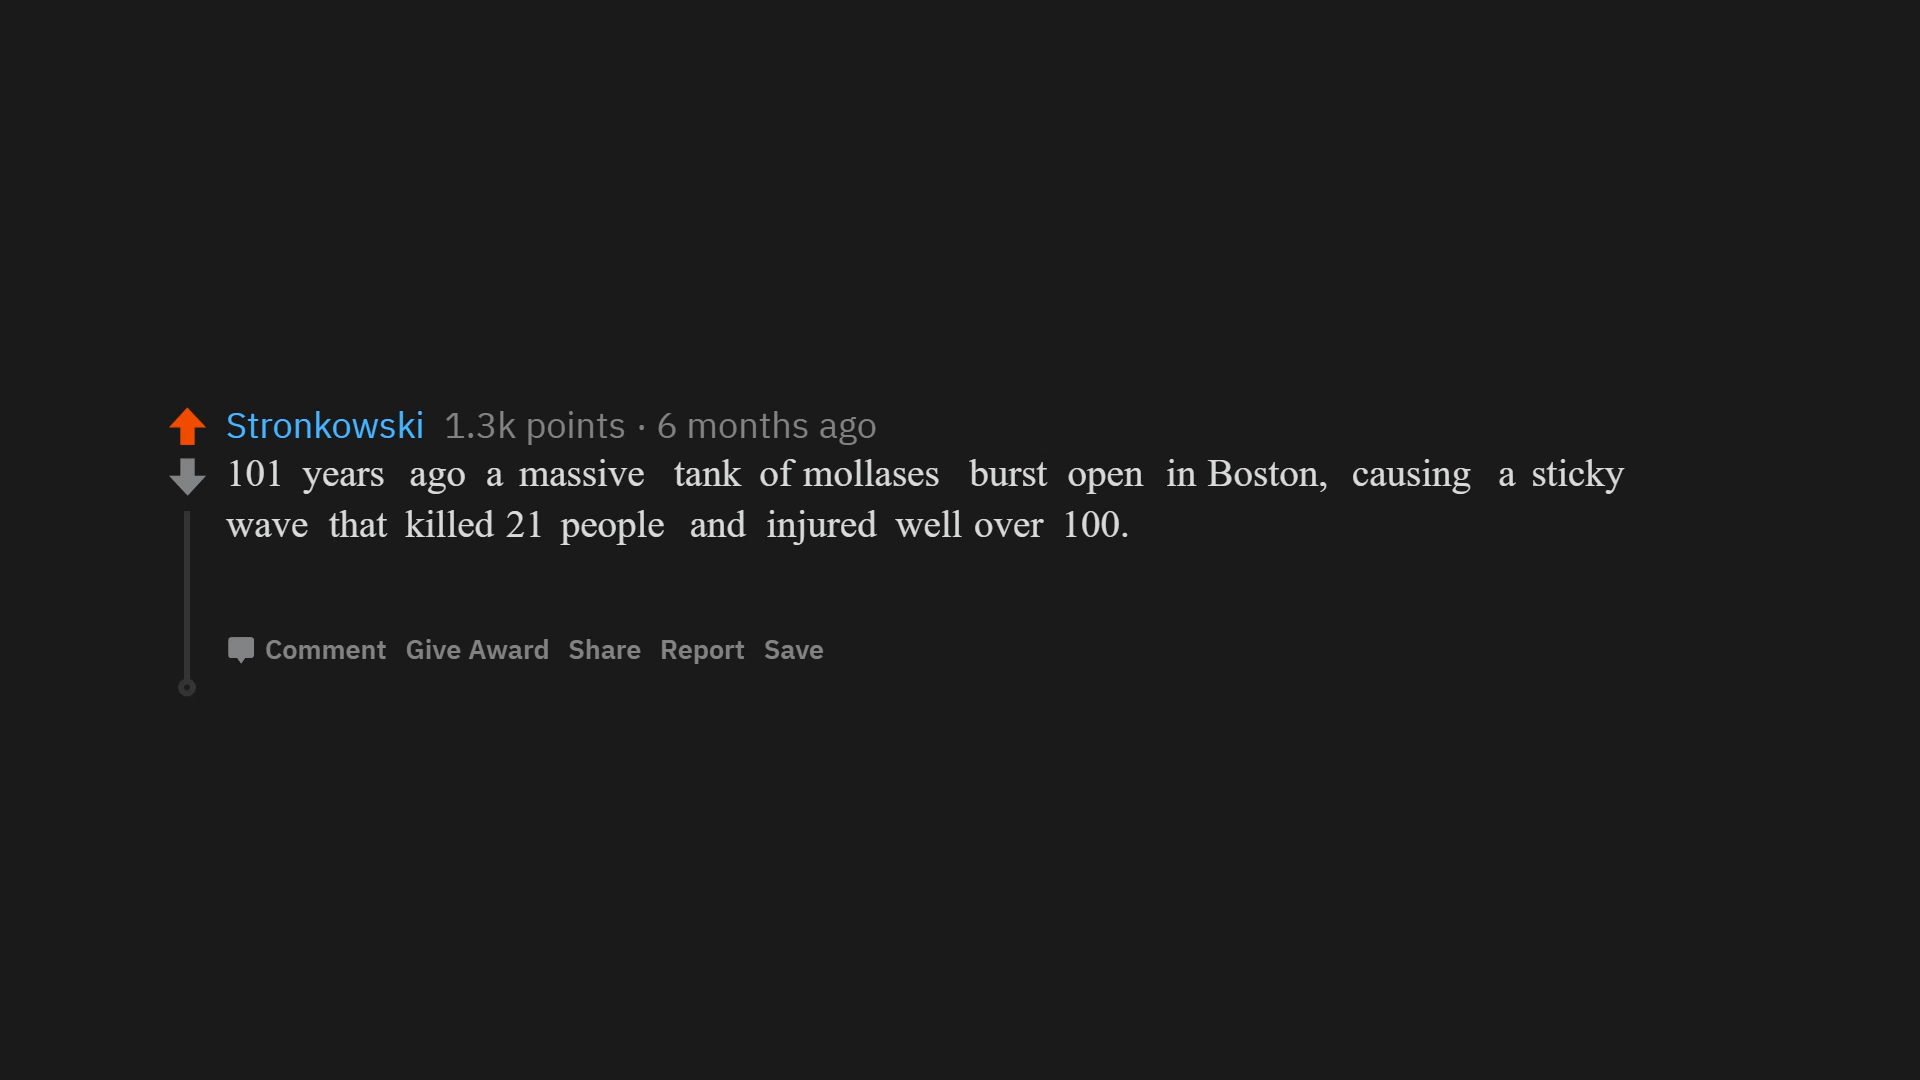 Stronkowski 1.3k points · 6 months ago
101 years ago a massive tank of mollases burst open in Boston, causing a sticky
wave that killed 21 people and injured well over 100.
Comment Give Award Share Report Save